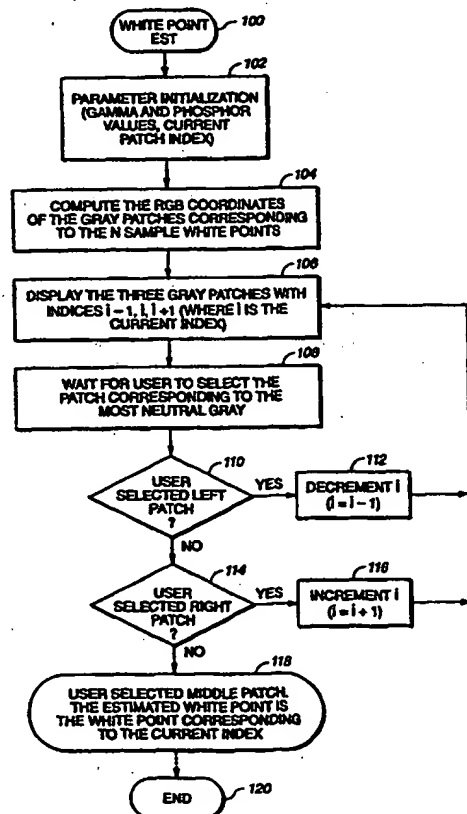 WHITE POINT
EST
100
102
PARAMETER INITIALIZATION
(GAMMA AND PHOSPHOR
VALUES, CURRENT
PATCH INDEX)
104
COMPUTE THE RGB COORDINATES
OF THE GRAY PATCHES CORRESPONDING
TO THE N SAMPLE WHITE POINTS
106
DISPLAY THE THREE GRAY PATCHES WITH
INDICES i-1, i, i+1 (WHERE i IS THE
CURRENT INDEX)
108
WAIT FOR USER TO SELECT THE
PATCH CORRESPONDING TO THE
MOST NEUTRAL GRAY
110
USER
SELECTED LEFT
PATCH
?
YES
112
DECREMENT i
(i = i - 1)
NO
114
USER
SELECTED RIGHT
PATCH
?
YES
116
INCREMENT i
(i = i + 1)
NO
118
USER SELECTED MIDDLE PATCH.
THE ESTIMATED WHITE POINT IS
THE WHITE POINT CORRESPONDING
TO THE CURRENT INDEX
END
120